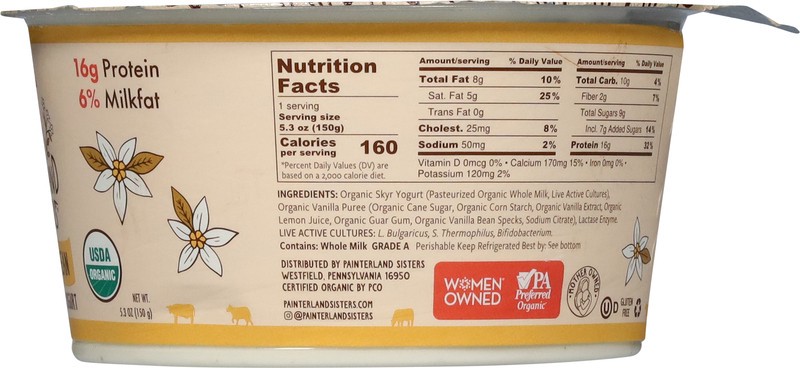 16g Protein
6% Milkfat
USDA
ORGANIC
NET WT.
5.3 OZ (150 g)
Nutrition
Facts
1 serving
Serving size
5.3 oz (150g)
Calories
per serving 160
*Percent Daily Values (DV) are
based on a 2,000 calorie diet.
Amount/serving % Daily Value
Total Fat 8g 10%
Sat. Fat 5g 25%
Trans Fat 0g
Cholest. 25mg 8%
Sodium 50mg 2%
Amount/serving % Daily Value
Total Carb. 10g 4%
Fiber 2g 7%
Total Sugars 9g
Incl. 7g Added Sugars 14%
Protein 16g 32%
Vitamin D 0mcg 0% • Calcium 170mg 15% • Iron 0mg 0% •
Potassium 120mg 2%
INGREDIENTS: Organic Skyr Yogurt (Pasteurized Organic Whole Milk, Live Active Cultures),
Organic Vanilla Puree (Organic Cane Sugar, Organic Corn Starch, Organic Vanilla Extract, Organic
Lemon Juice, Organic Guar Gum, Organic Vanilla Bean Specks, Sodium Citrate), Lactase Enzyme.
LIVE ACTIVE CULTURES: L. Bulgaricus, S. Thermophilus, Bifidobacterium.
Contains: Whole Milk GRADE A Perishable Keep Refrigerated Best by: See bottom
DISTRIBUTED BY PAINTERLAND SISTERS
WESTFIELD, PENNSYLVANIA 16950
CERTIFIED ORGANIC BY PCO
PAINTERLANDSISTERS.COM
@PAINTERLANDSISTERS
WOMEN
OWNED
PA
Preferred
Organic
MOTHER OWNED
U D
GLUTEN
FREE